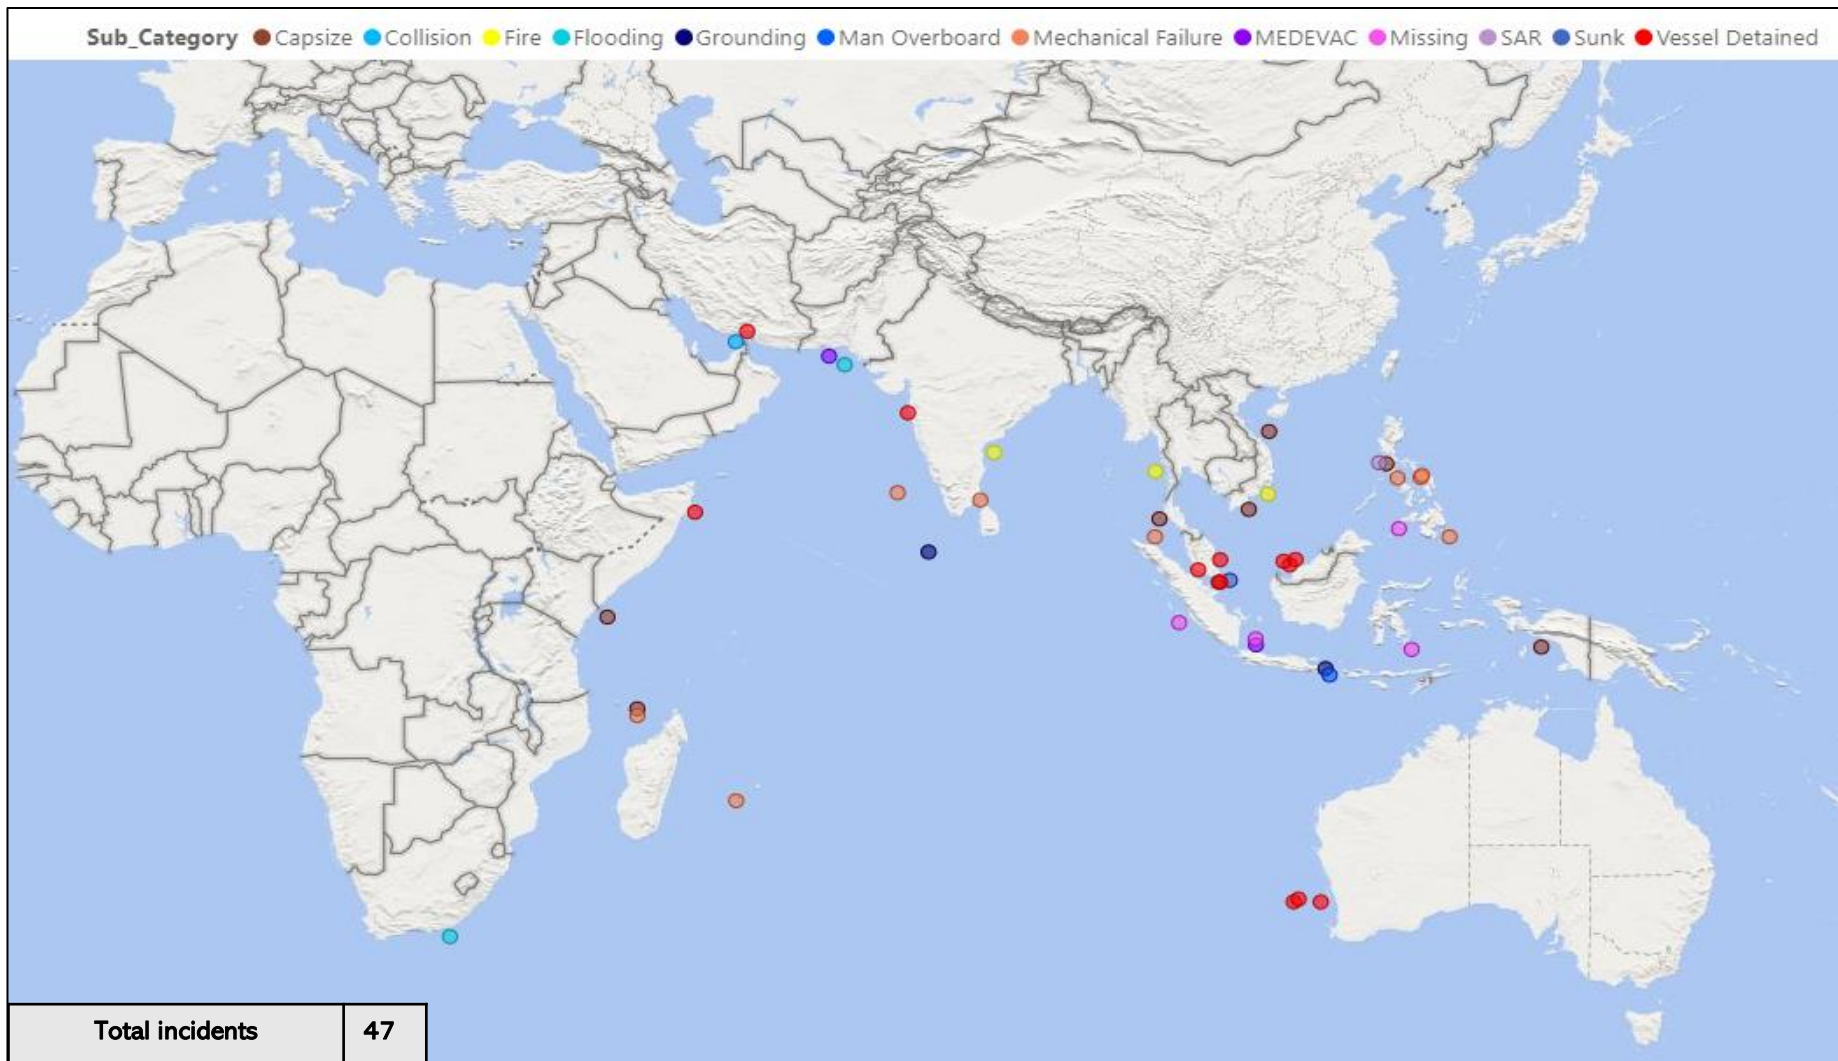 Sub_Category Capsize Collision Fire Flooding Grounding Man Overboard Mechanical Failure MEDEVAC Missing SAR Sunk Vessel Detained
Total incidents 47